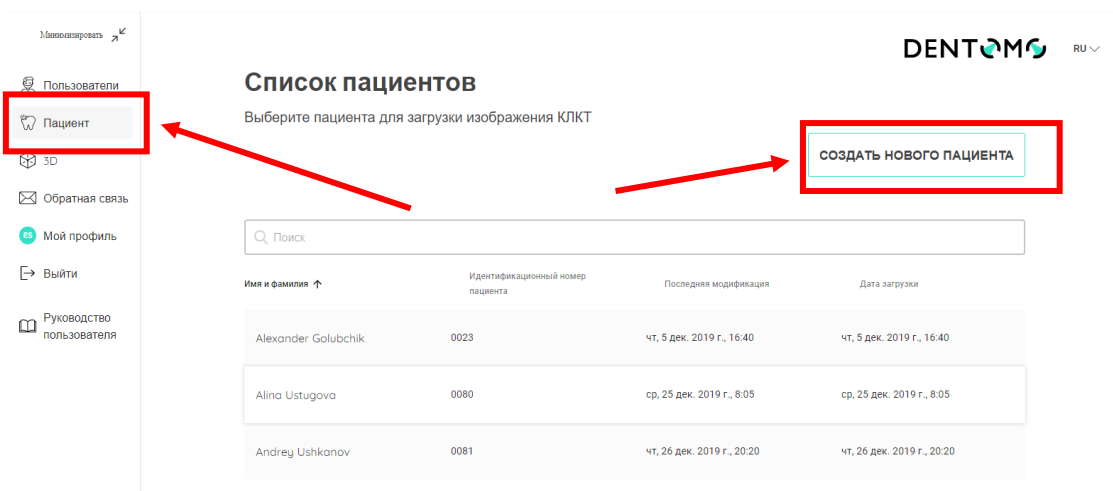 Минимизировать
Пользователи
Пациент
3D
Обратная связь
ES
Мой профиль
Выйти
Руководство
пользователя
DENTOMO
RU
Список пациентов
Выберите пациента для загрузки изображения КЛКТ
СОЗДАТЬ НОВОГО ПАЦИЕНТА
Поиск
Имя и фамилия Идентификационный номер пациента Последняя модификация Дата загрузки
Alexander Golubchik 0023 чт, 5 дек. 2019 г., 16:40 чт, 5 дек. 2019 г., 16:40
Alina Ustugova 0080 ср, 25 дек. 2019 г., 8:05 ср, 25 дек. 2019 г., 8:05
Andrey Ushkanov 0081 чт, 26 дек. 2019 г., 20:20 чт, 26 дек. 2019 г., 20:20